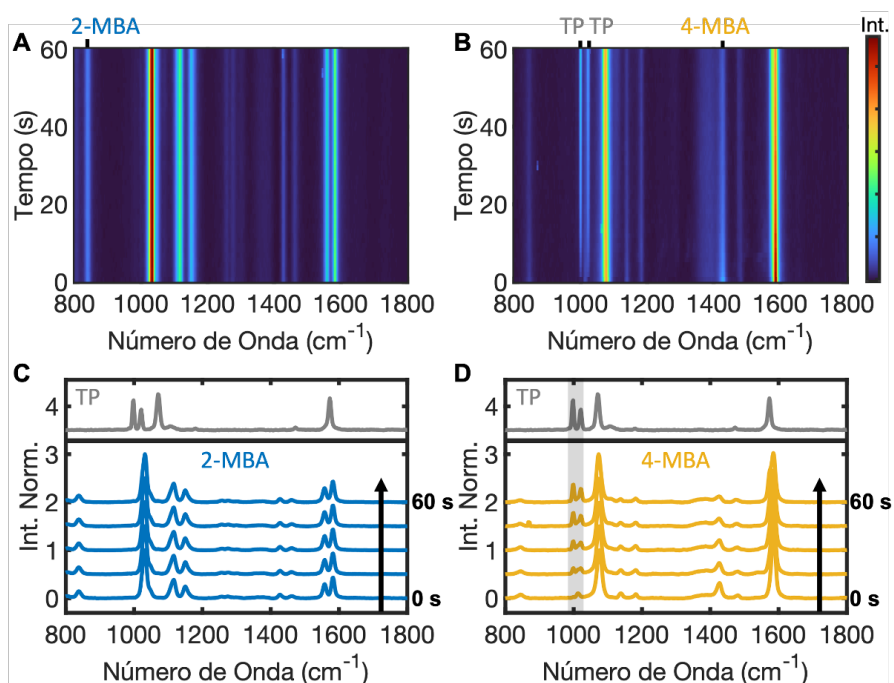 2-MBA
A
60
40
20
0
Tempo (s)
800 1000 1200 1400 1600 1800
Número de Onda (cm⁻¹)
TP TP 4-MBA
B
60
40
20
0
Tempo (s)
800 1000 1200 1400 1600 1800
Número de Onda (cm⁻¹)
Int.
C
TP
4
3
2
1
0
Int. Norm.
2-MBA
60 s
0 s
800 1000 1200 1400 1600 1800
Número de Onda (cm⁻¹)
D
TP
4
3
2
1
0
4-MBA
60 s
0 s
800 1000 1200 1400 1600 1800
Número de Onda (cm⁻¹)